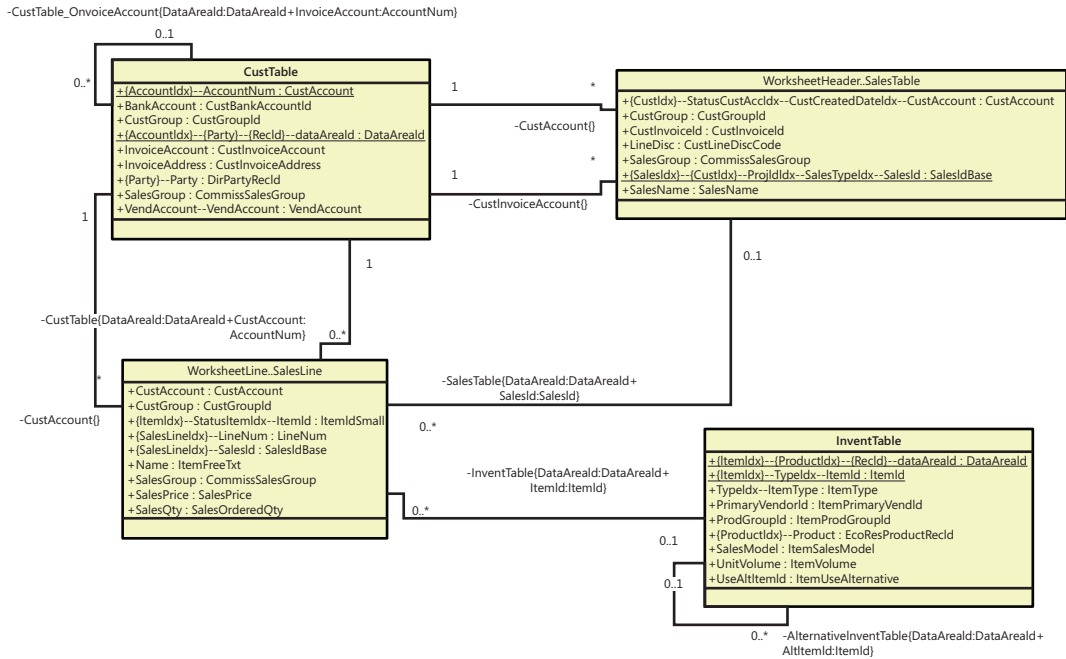 -CustTable_OnvoiceAccount{DataAreaId:DataAreaId+InvoiceAccount:AccountNum}
0..1
0..*
CustTable
+{AccountIdx}--AccountNum : CustAccount
+BankAccount : CustBankAccountId
+CustGroup : CustGroupId
+{AccountIdx}--{Party}--{RecId}--dataAreaId : DataAreaId
+InvoiceAccount : CustInvoiceAccount
+InvoiceAddress : CustInvoiceAddress
+{Party}--Party : DirPartyRecId
+SalesGroup : CommissSalesGroup
+VendAccount--VendAccount : VendAccount
1
*
-CustAccount{}
1
*
-CustInvoiceAccount{}
WorksheetHeader..SalesTable
+{CustIdx}--StatusCustAccIdx--CustCreatedDateIdx--CustAccount : CustAccount
+CustGroup : CustGroupId
+CustInvoiceId : CustInvoiceId
+LineDisc : CustLineDiscCode
+SalesGroup : CommissSalesGroup
+{SalesIdx}--{CustIdx}--ProjIdIdx--SalesTypeIdx--SalesId : SalesIdBase
+SalesName : SalesName
1
1
0..1
-CustTable{DataAreaId:DataAreaId+CustAccount:
AccountNum}
0..*
*
-CustAccount{}
WorksheetLine..SalesLine
+CustAccount : CustAccount
+CustGroup : CustGroupId
+{ItemIdx}--StatusItemIdx--ItemId : ItemIdSmall
+{SalesLineIdx}--LineNum : LineNum
+{SalesLineIdx}--SalesId : SalesIdBase
+Name : ItemFreeTxt
+SalesGroup : CommissSalesGroup
+SalesPrice : SalesPrice
+SalesQty : SalesOrderedQty
-SalesTable{DataAreaId:DataAreaId+
SalesId:SalesId}
0..*
-InventTable{DataAreaId:DataAreaId+
ItemId:ItemId}
0..*
0..1
InventTable
+{ItemIdx}--{ProductIdx}--{RecId}--dataAreaId : DataAreaId
+{ItemIdx}--TypeIdx--ItemId : ItemId
+TypeIdx--ItemType : ItemType
+PrimaryVendorId : ItemPrimaryVendId
+ProdGroupId : ItemProdGroupId
+{ProductIdx}--Product : EcoResProductRecId
+SalesModel : ItemSalesModel
+UnitVolume : ItemVolume
+UseAltItemId : ItemUseAlternative
0..1
0..*
-AlternativeInventTable{DataAreaId:DataAreaId+
AltItemId:ItemId}